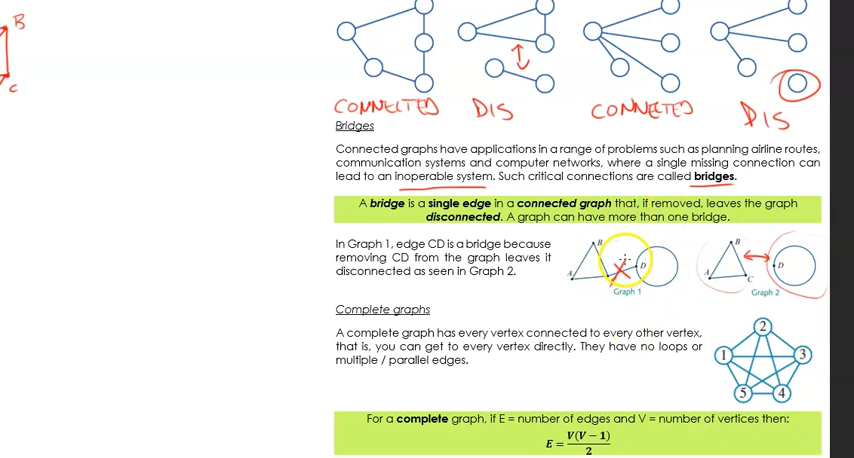 B
C
CONNECTED DIS CONNECTED DIS
Bridges
Connected graphs have applications in a range of problems such as planning airline routes,
communication systems and computer networks, where a single missing connection can
lead to an inoperable system. Such critical connections are called bridges.
A bridge is a single edge in a connected graph that, if removed, leaves the graph
disconnected. A graph can have more than one bridge.
In Graph 1, edge CD is a bridge because
removing CD from the graph leaves it
disconnected as seen in Graph 2.
B
A
D
Graph 1
B
A
C
D
Graph 2
Complete graphs
A complete graph has every vertex connected to every other vertex,
that is, you can get to every vertex directly. They have no loops or
multiple / parallel edges.
2
1 3
5 4
For a complete graph, if E = number of edges and V = number of vertices then:
E = V(V − 1)/2